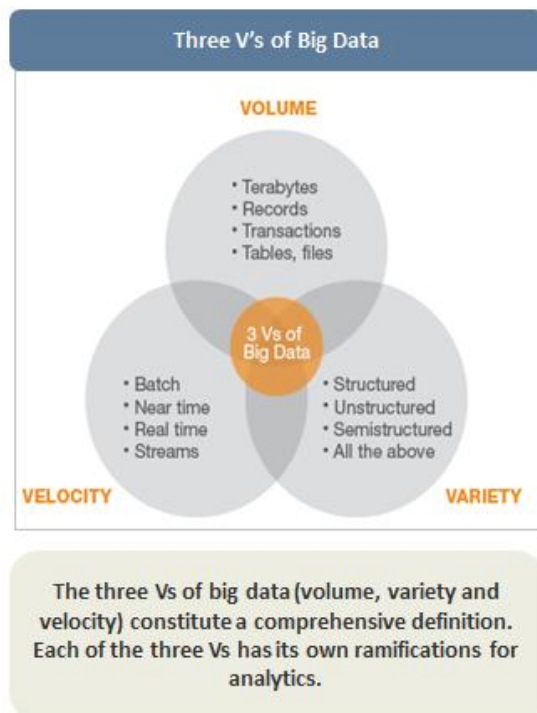 Three V's of Big Data
VOLUME
• Terabytes
• Records
• Transactions
• Tables, files
3 Vs of
Big Data
• Batch
• Near time
• Real time
• Streams
• Structured
• Unstructured
• Semistructured
• All the above
VELOCITY
VARIETY
The three Vs of big data (volume, variety and
velocity) constitute a comprehensive definition.
Each of the three Vs has its own ramifications for
analytics.